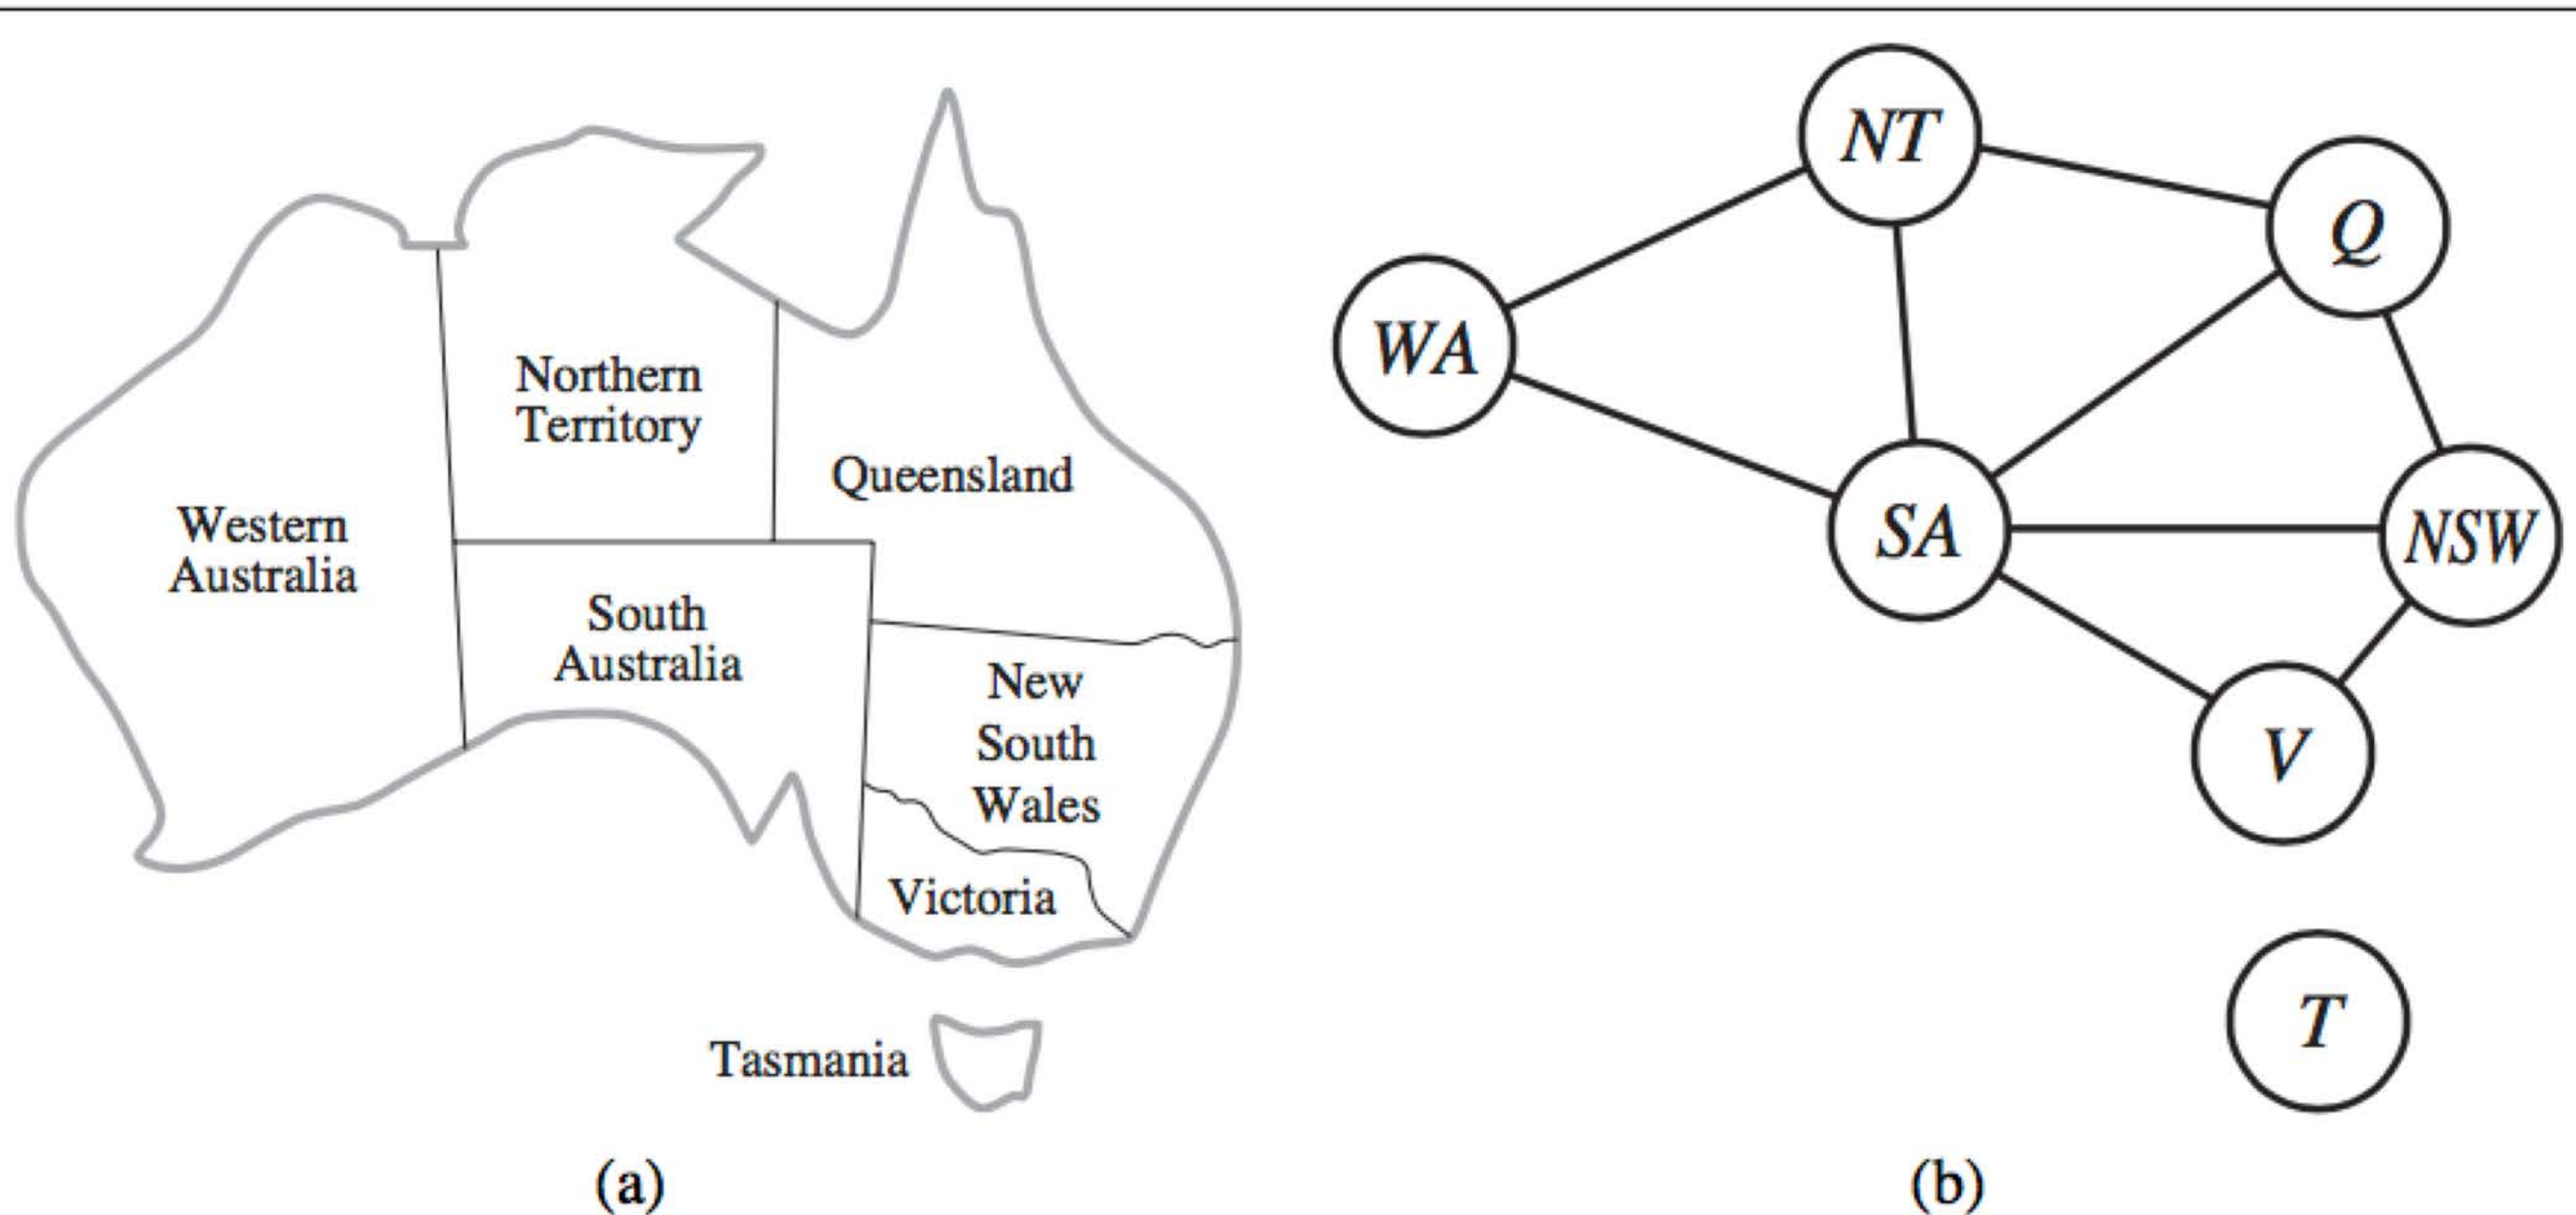 Northern
Territory
Queensland
Western
Australia
South
Australia
New
South
Wales
Victoria
Tasmania
(a)
NT
Q
WA
SA
NSW
V
T
(b)